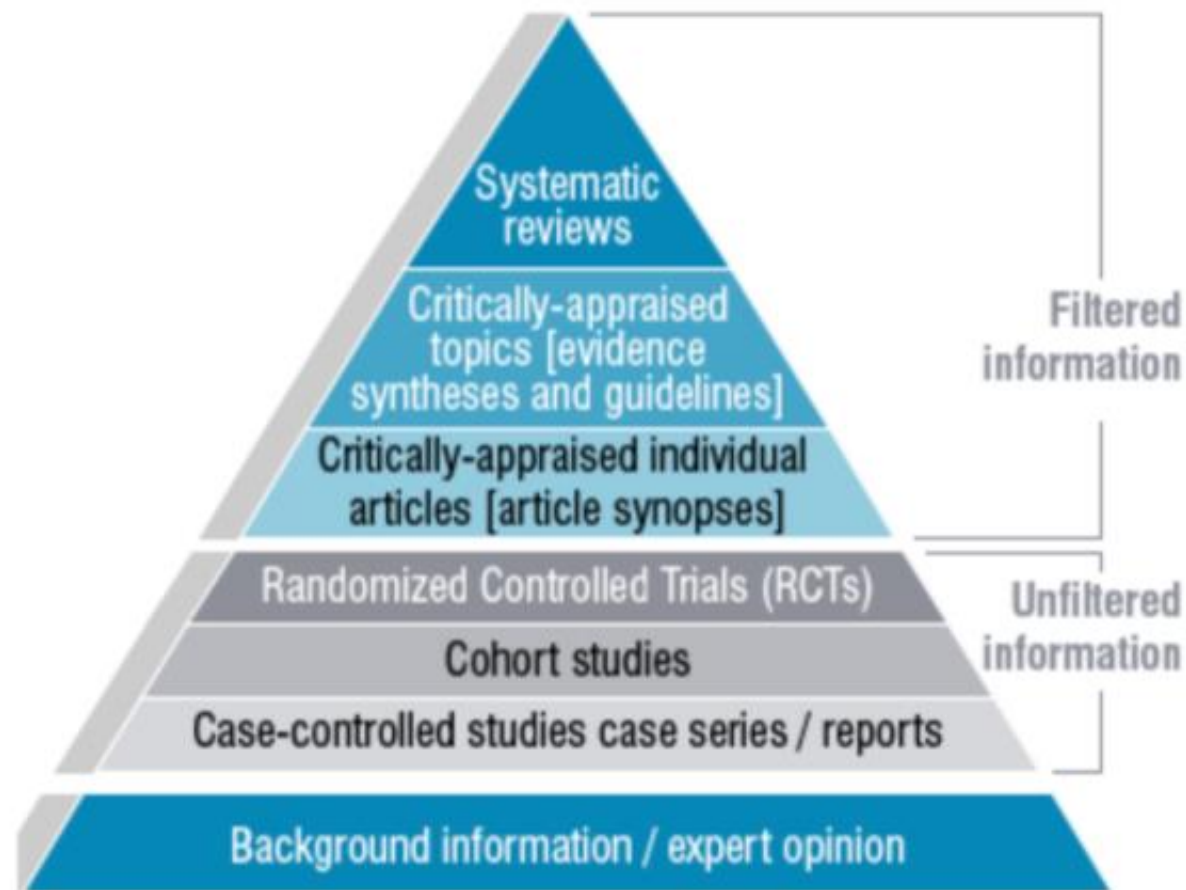 Systematic
reviews
Critically-appraised
topics [evidence
syntheses and guidelines]
Critically-appraised individual
articles [article synopses]
Filtered
information
Randomized Controlled Trials (RCTs)
Cohort studies
Case-controlled studies case series / reports
Unfiltered
information
Background information / expert opinion